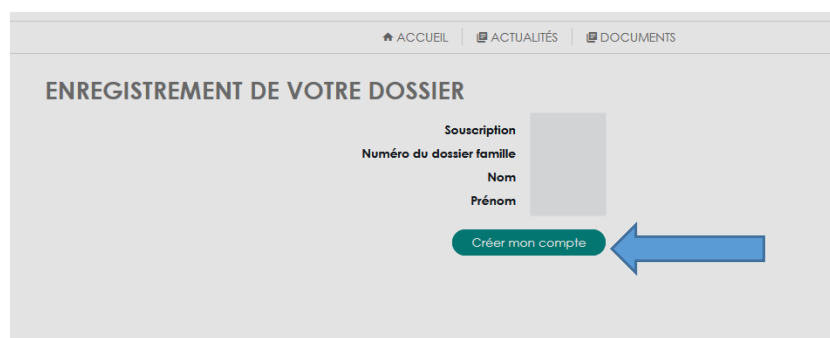 ACCUEIL ACTUALITÉS DOCUMENTS
ENREGISTREMENT DE VOTRE DOSSIER
Souscription
Numéro du dossier famille
Nom
Prénom
Créer mon compte